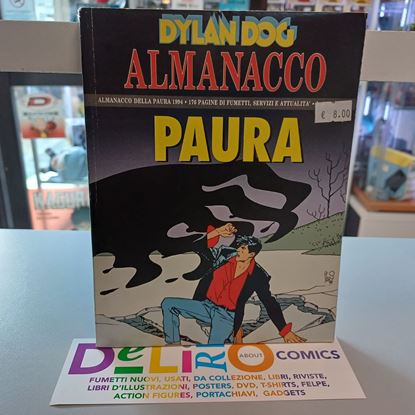 DYLAN DOG
ALMANACCO
ALMANACCO DELLA PAURA 1994 • 176 PAGINE DI FUMETTI, SERVIZI E ATTUALITA' •
€ 8.00
PAURA
DeLiRIO ABOUT COMICS
FUMETTI NUOVI, USATI, DA COLLEZIONE, LIBRI, RIVISTE,
LIBRI D'ILLUSTRAZIONI, POSTERS, DVD, T-SHIRTS, FELPE,
ACTION FIGURES, PORTACHIAVI, GADGETS